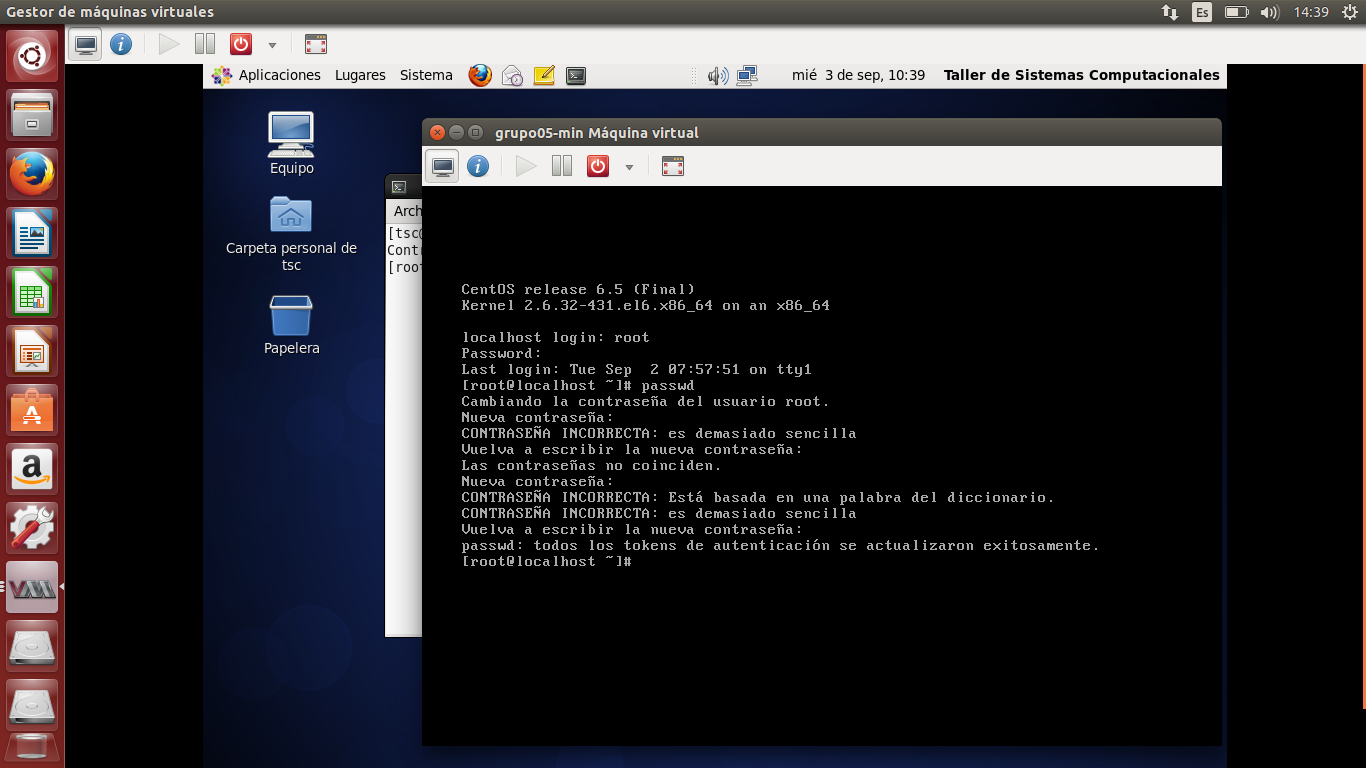 Gestor de máquinas virtuales
Es
14:39
Aplicaciones Lugares Sistema
mié 3 de sep, 10:39 Taller de Sistemas Computacionales
Equipo
Carpeta personal de
tsc
Papelera
Arch
[tsc@
Contr
[root
grupo05-min Máquina virtual
CentOS release 6.5 (Final)
Kernel 2.6.32-431.el6.x86_64 on an x86_64
localhost login: root
Password:
Last login: Tue Sep  2 07:57:51 on tty1
[root@localhost ~]# passwd
Cambiando la contraseña del usuario root.
Nueva contraseña:
CONTRASEÑA INCORRECTA: es demasiado sencilla
Vuelva a escribir la nueva contraseña:
Las contraseñas no coinciden.
Nueva contraseña:
CONTRASEÑA INCORRECTA: Está basada en una palabra del diccionario.
CONTRASEÑA INCORRECTA: es demasiado sencilla
Vuelva a escribir la nueva contraseña:
passwd: todos los tokens de autenticación se actualizaron exitosamente.
[root@localhost ~]#